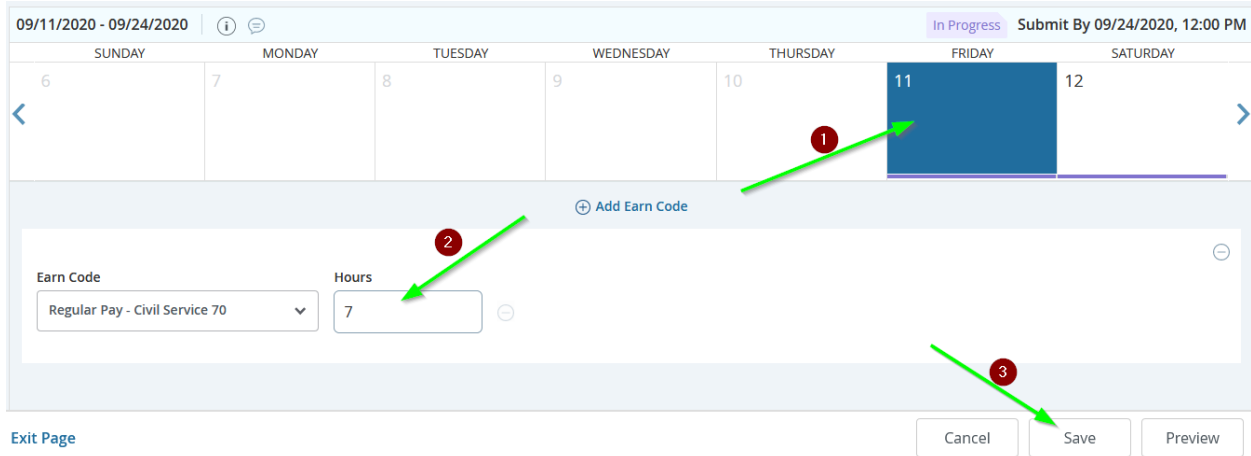 09/11/2020 - 09/24/2020 In Progress Submit By 09/24/2020, 12:00 PM
SUNDAY MONDAY TUESDAY WEDNESDAY THURSDAY FRIDAY SATURDAY
6 7 8 9 10 11 12
1
Add Earn Code
2
Earn Code Hours
Regular Pay - Civil Service 70 7
3
Exit Page Cancel Save Preview